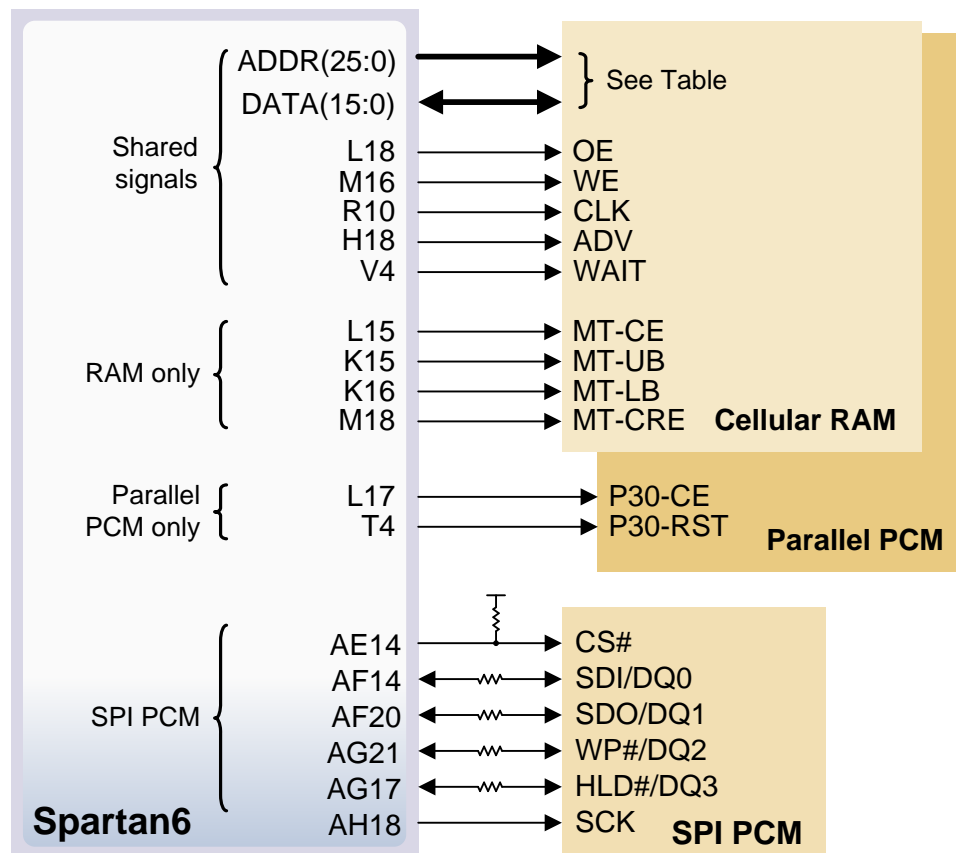 ADDR(25:0)
DATA(15:0)
See Table
Shared
signals
L18 OE
M16 WE
R10 CLK
H18 ADV
V4 WAIT
RAM only
L15 MT-CE
K15 MT-UB
K16 MT-LB
M18 MT-CRE
Cellular RAM
Parallel
PCM only
L17 P30-CE
T4 P30-RST
Parallel PCM
SPI PCM
AE14 CS#
AF14 SDI/DQ0
AF20 SDO/DQ1
AG21 WP#/DQ2
AG17 HLD#/DQ3
AH18 SCK
Spartan6
SPI PCM